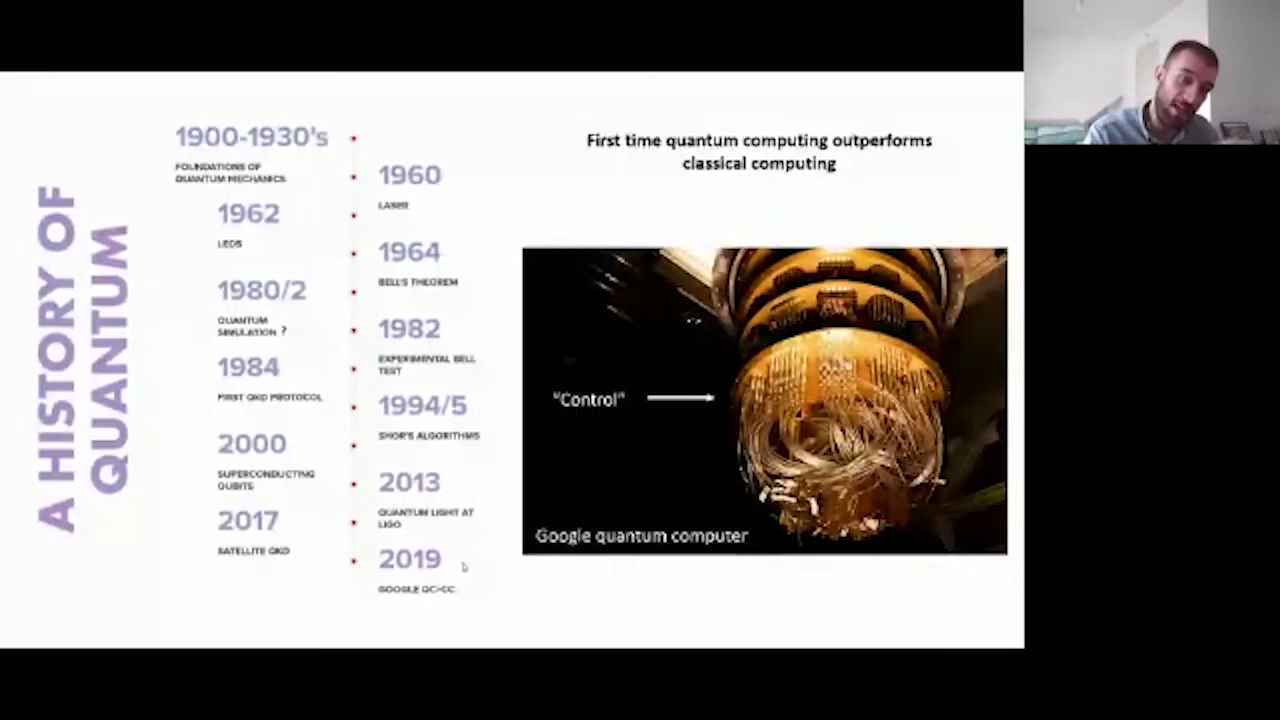 A HISTORY OF
QUANTUM
1900-1930's
FOUNDATIONS OF
QUANTUM MECHANICS
1960
LASER
1962
LEDS
1964
BELL'S THEOREM
1980/2
QUANTUM
SIMULATION ?
1982
EXPERIMENTAL BELL
TEST
1984
FIRST QKD PROTOCOL
1994/5
SHOR'S ALGORITHMS
2000
SUPERCONDUCTING
QUBITS
2013
QUANTUM LIGHT AT
LIGO
2017
SATELLITE QKD
2019
GOOGLE QC>CC
First time quantum computing outperforms
classical computing
"Control"
Google quantum computer